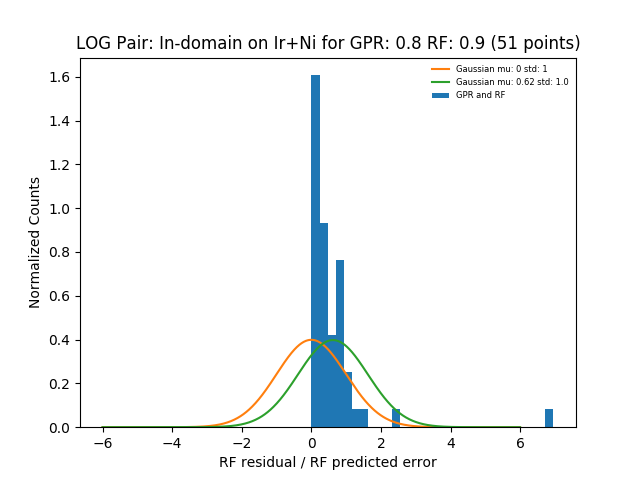 LOG Pair: In-domain on Ir+Ni for GPR: 0.8 RF: 0.9 (51 points)
Gaussian mu: 0 std: 1
Gaussian mu: 0.62 std: 1.0
GPR and RF
Normalized Counts
1.6
1.4
1.2
1.0
0.8
0.6
0.4
0.2
0.0
−6
−4
−2
0
2
4
6
RF residual / RF predicted error